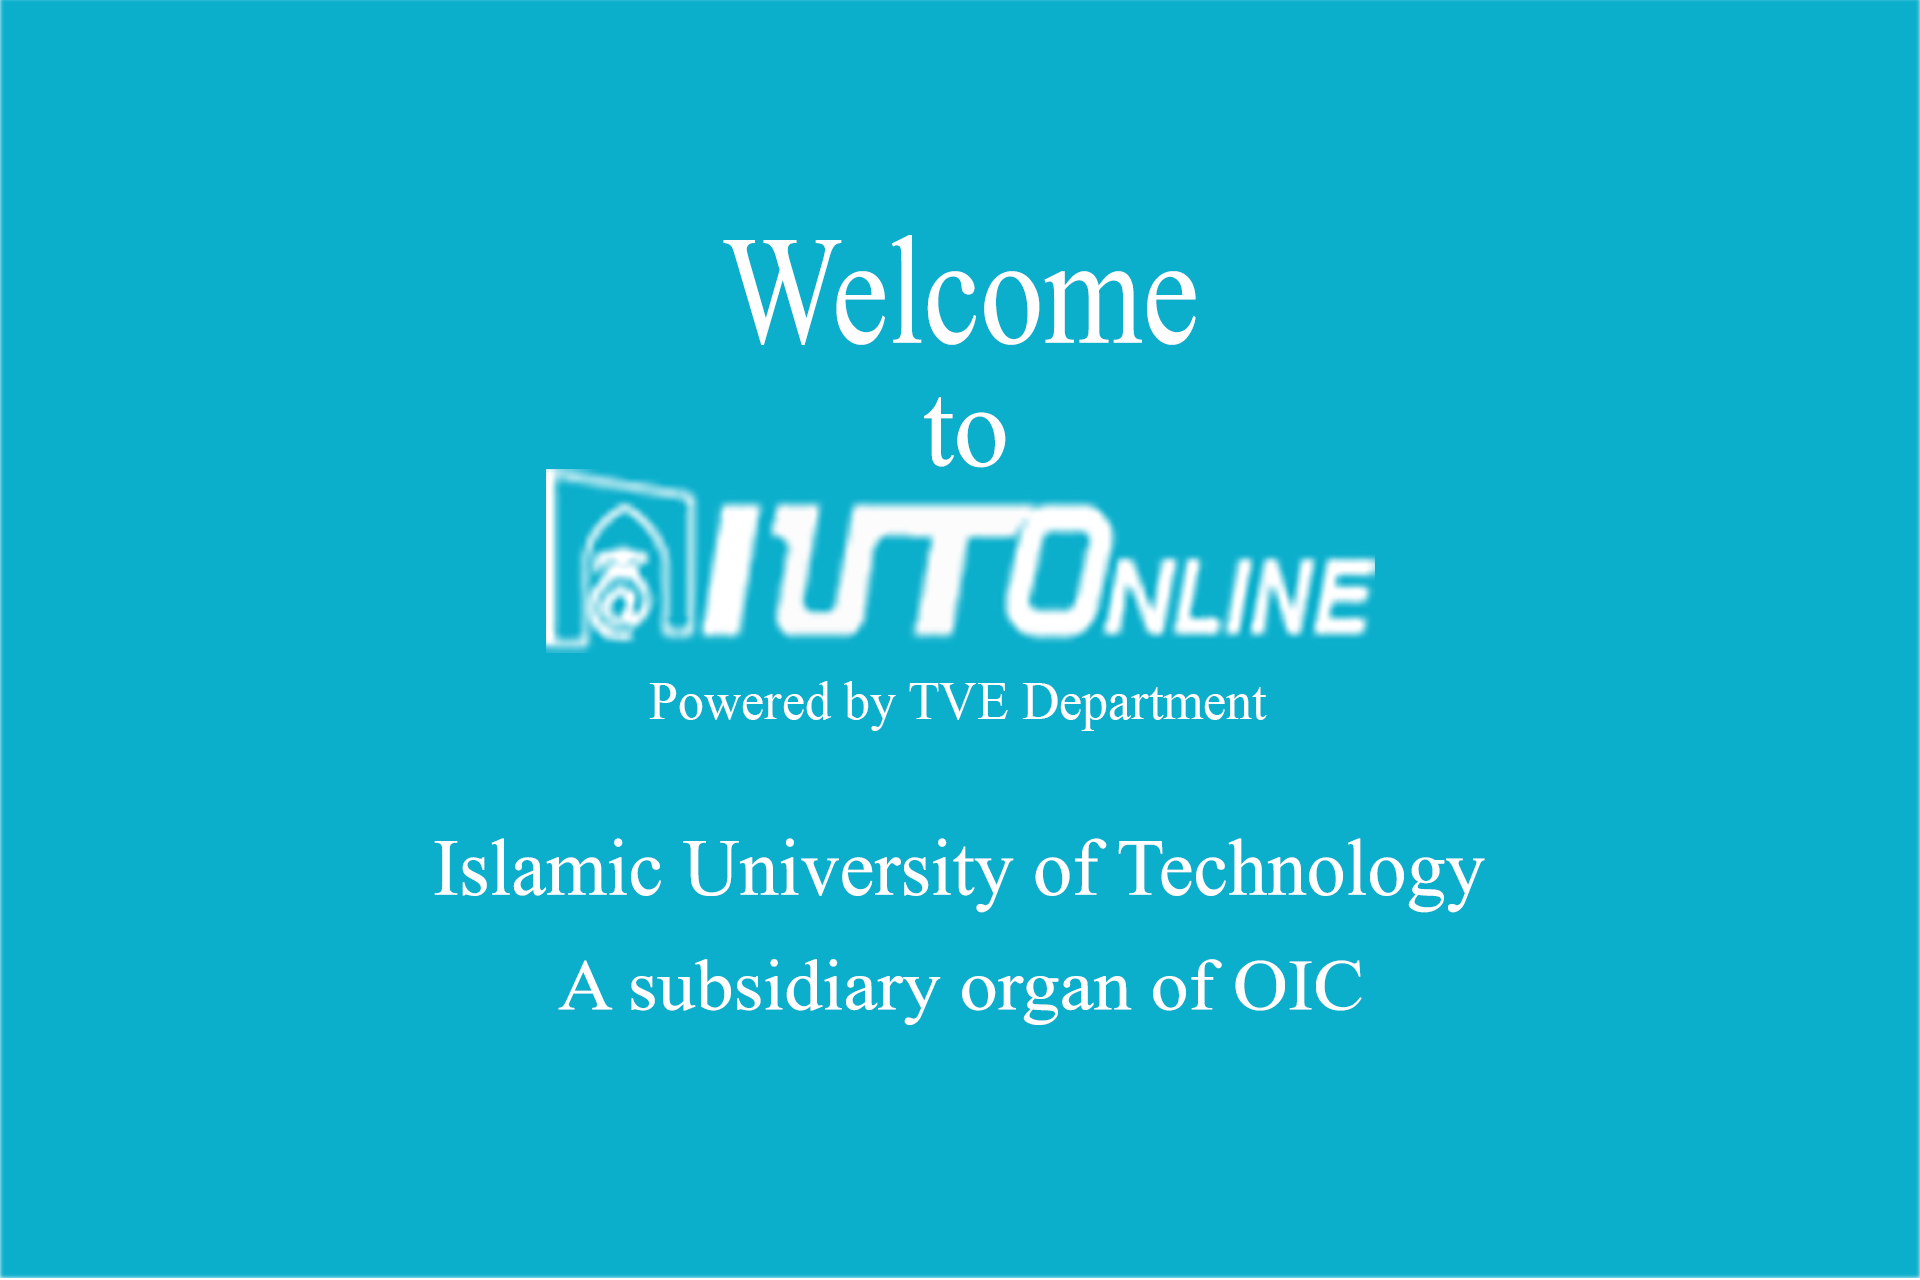 Welcome
to
IUTONLINE
Powered by TVE Department
Islamic University of Technology
A subsidiary organ of OIC